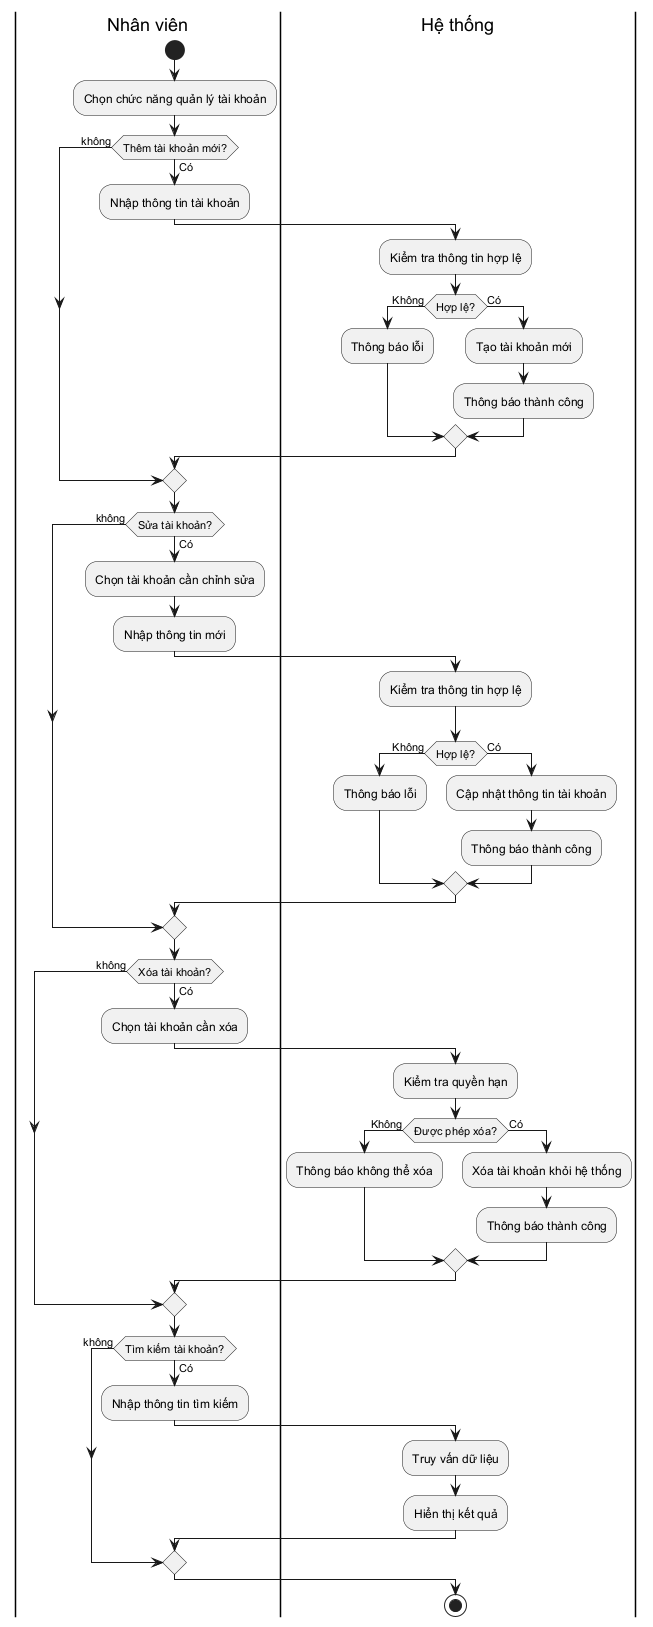 Nhân viên
Hệ thống
Chọn chức năng quản lý tài khoản
không
Thêm tài khoản mới?
Có
Nhập thông tin tài khoản
Kiểm tra thông tin hợp lệ
Không
Hợp lệ?
Có
Thông báo lỗi
Tạo tài khoản mới
Thông báo thành công
không
Sửa tài khoản?
Có
Chọn tài khoản cần chỉnh sửa
Nhập thông tin mới
Kiểm tra thông tin hợp lệ
Không
Hợp lệ?
Có
Thông báo lỗi
Cập nhật thông tin tài khoản
Thông báo thành công
không
Xóa tài khoản?
Có
Chọn tài khoản cần xóa
Kiểm tra quyền hạn
Không
Được phép xóa?
Có
Thông báo không thể xóa
Xóa tài khoản khỏi hệ thống
Thông báo thành công
không
Tìm kiếm tài khoản?
Có
Nhập thông tin tìm kiếm
Truy vấn dữ liệu
Hiển thị kết quả